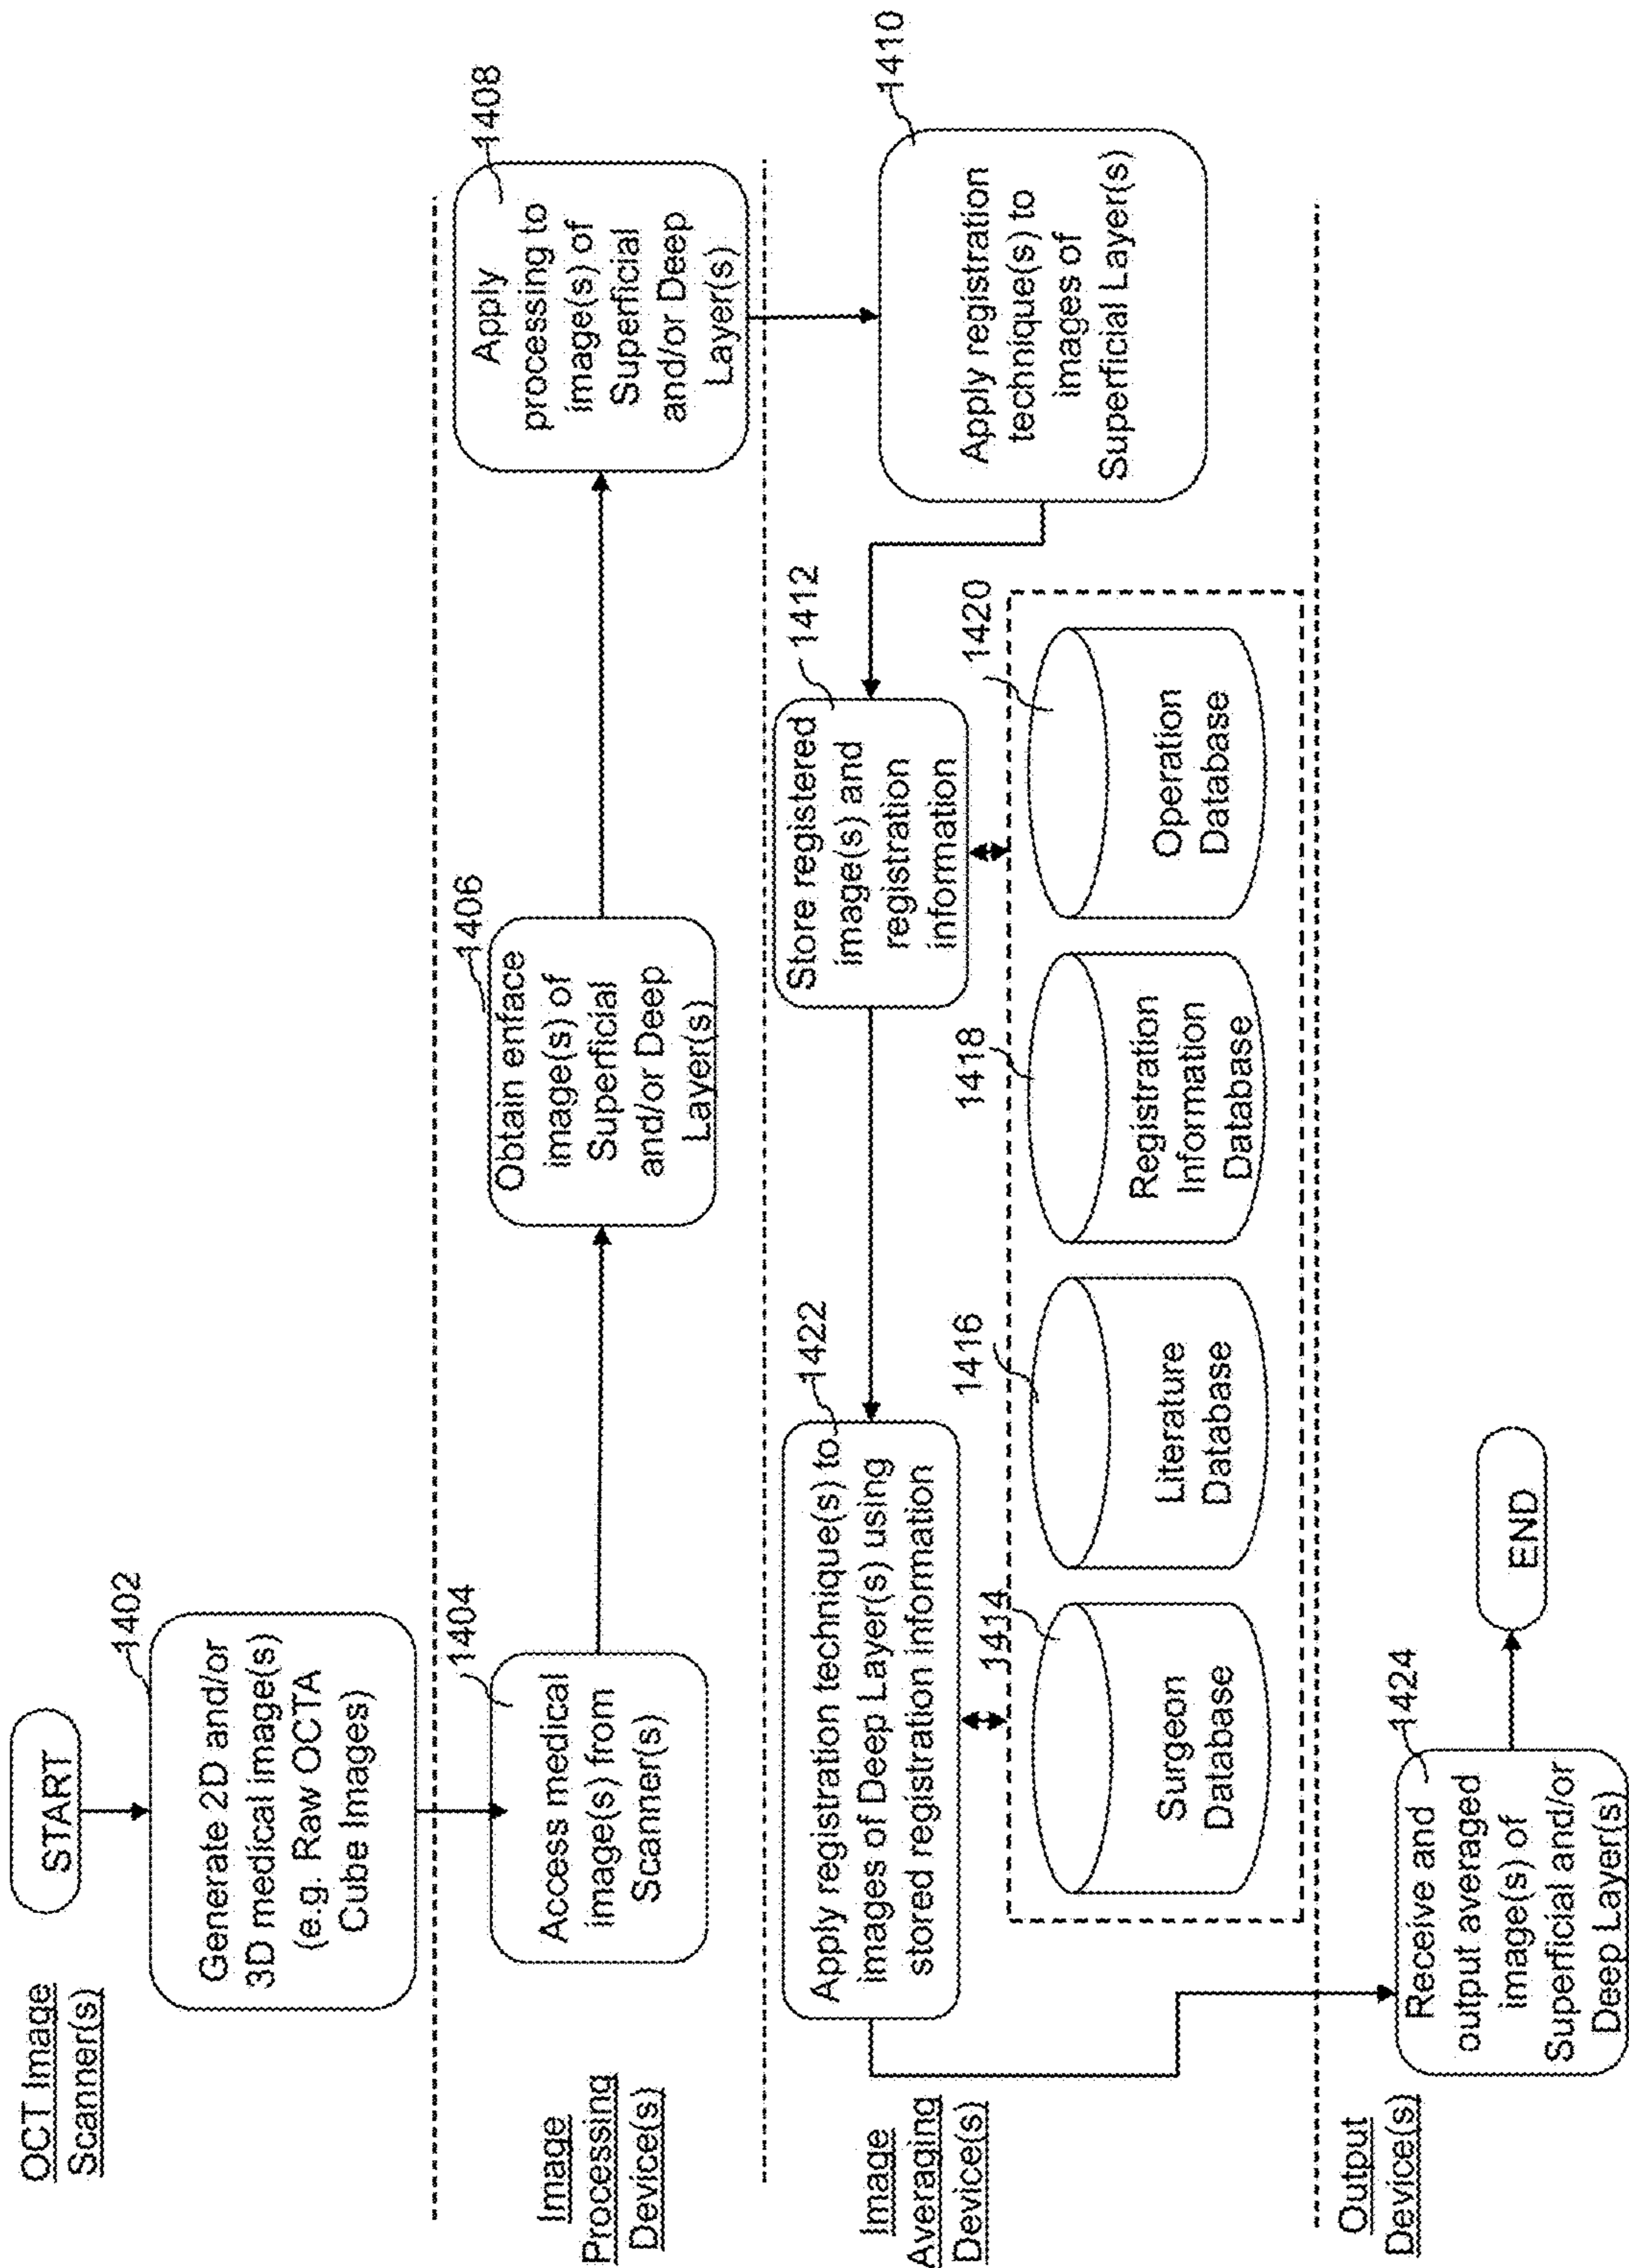 OCT Image
Scanner(s)
START
1402
Generate 2D and/or
3D medical image(s)
(e.g. Raw OCTA
Cube Images)
Image
Processing
Device(s)
1404
Access medical
image(s) from
Scanner(s)
1406
Obtain enface
image(s) of
Superficial
and/or Deep
Layer(s)
1408
Apply
processing to
image(s) of
Superficial
and/or Deep
Layer(s)
Image
Averaging
Device(s)
1410
Apply registration
technique(s) to
images of
Superficial Layer(s)
1412
Store registered
image(s) and
registration
information
1422
Apply registration technique(s) to
images of Deep Layer(s) using
stored registration information
1414
Surgeon
Database
1416
Literature
Database
1418
Registration
Information
Database
1420
Operation
Database
Output
Device(s)
1424
Receive and
output averaged
image(s) of
Superficial and/or
Deep Layer(s)
END